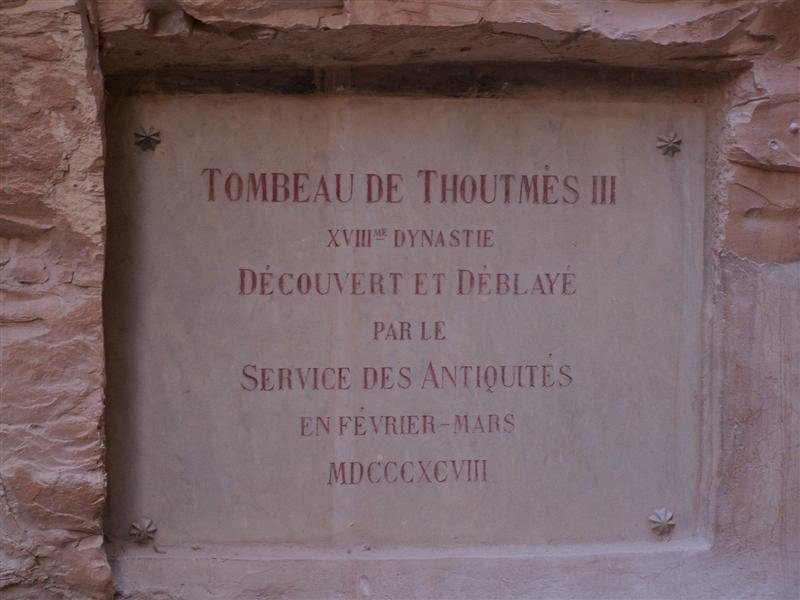 TOMBEAU DE THOUTMÈS III
XVIIIME DYNASTIE
DÉCOUVERT ET DÉBLAYÉ
PAR LE
SERVICE DES ANTIQUITÉS
EN FÉVRIER-MARS
MDCCCXCVIII